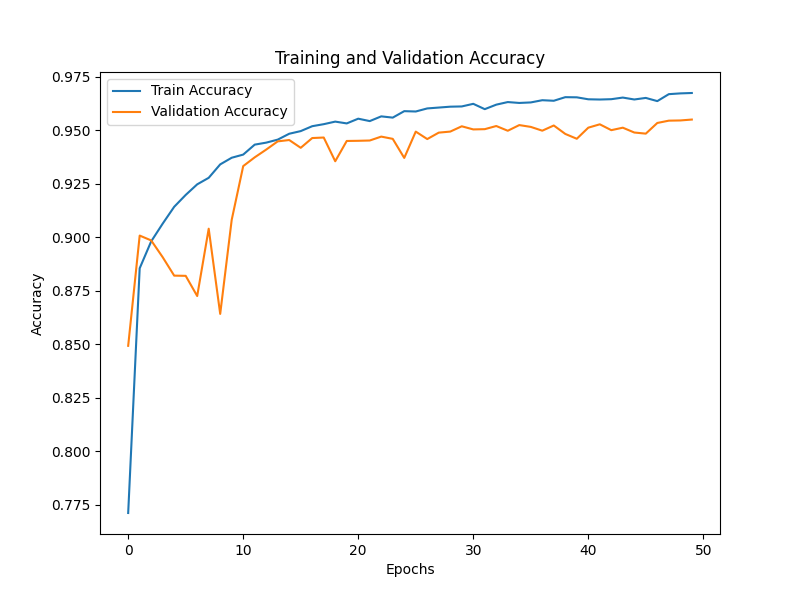 Training and Validation Accuracy
Train Accuracy
Validation Accuracy
0.975
0.950
0.925
0.900
0.875
0.850
0.825
0.800
0.775
Accuracy
0 10 20 30 40 50
Epochs